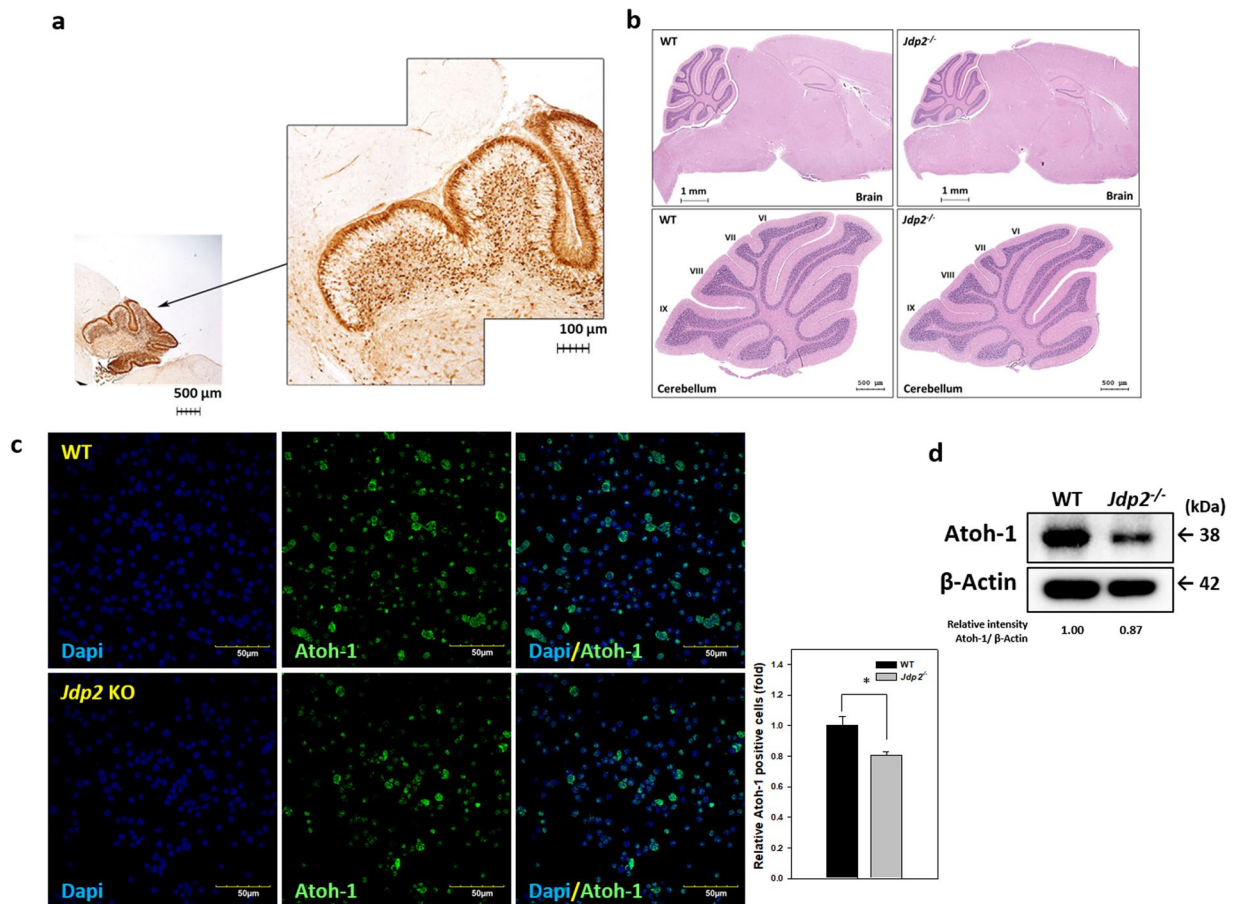 a
500 µm
100 µm
b
WT
1 mm
Brain
Jdp2-/-
1 mm
Brain
WT
VI
VII
VIII
IX
Cerebellum
500 µm
Jdp2-/-
VI
VII
VIII
IX
Cerebellum
500 µm
c
WT
Dapi
50µm
Atoh-1
50µm
Dapi/Atoh-1
50µm
Jdp2 KO
Dapi
50µm
Atoh-1
50µm
Dapi/Atoh-1
50µm
Relative Atoh-1 positive cells (fold)
1.4
1.2
1.0
0.8
0.6
0.4
0.2
0.0
WT
Jdp2-/-
*
d
WT Jdp2-/- (kDa)
Atoh-1 ← 38
β-Actin ← 42
Relative intensity
Atoh-1/ β-Actin 1.00 0.87